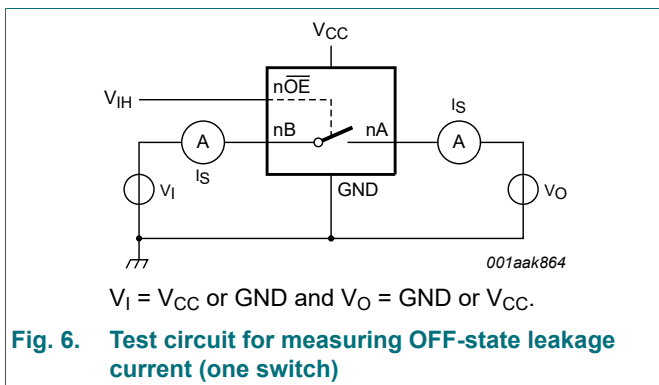 VCC
nOE
VIH
nB
nA
IS
A
A
IS
VI
GND
VO
001aak864
VI = VCC or GND and VO = GND or VCC.
Fig. 6. Test circuit for measuring OFF-state leakage
current (one switch)